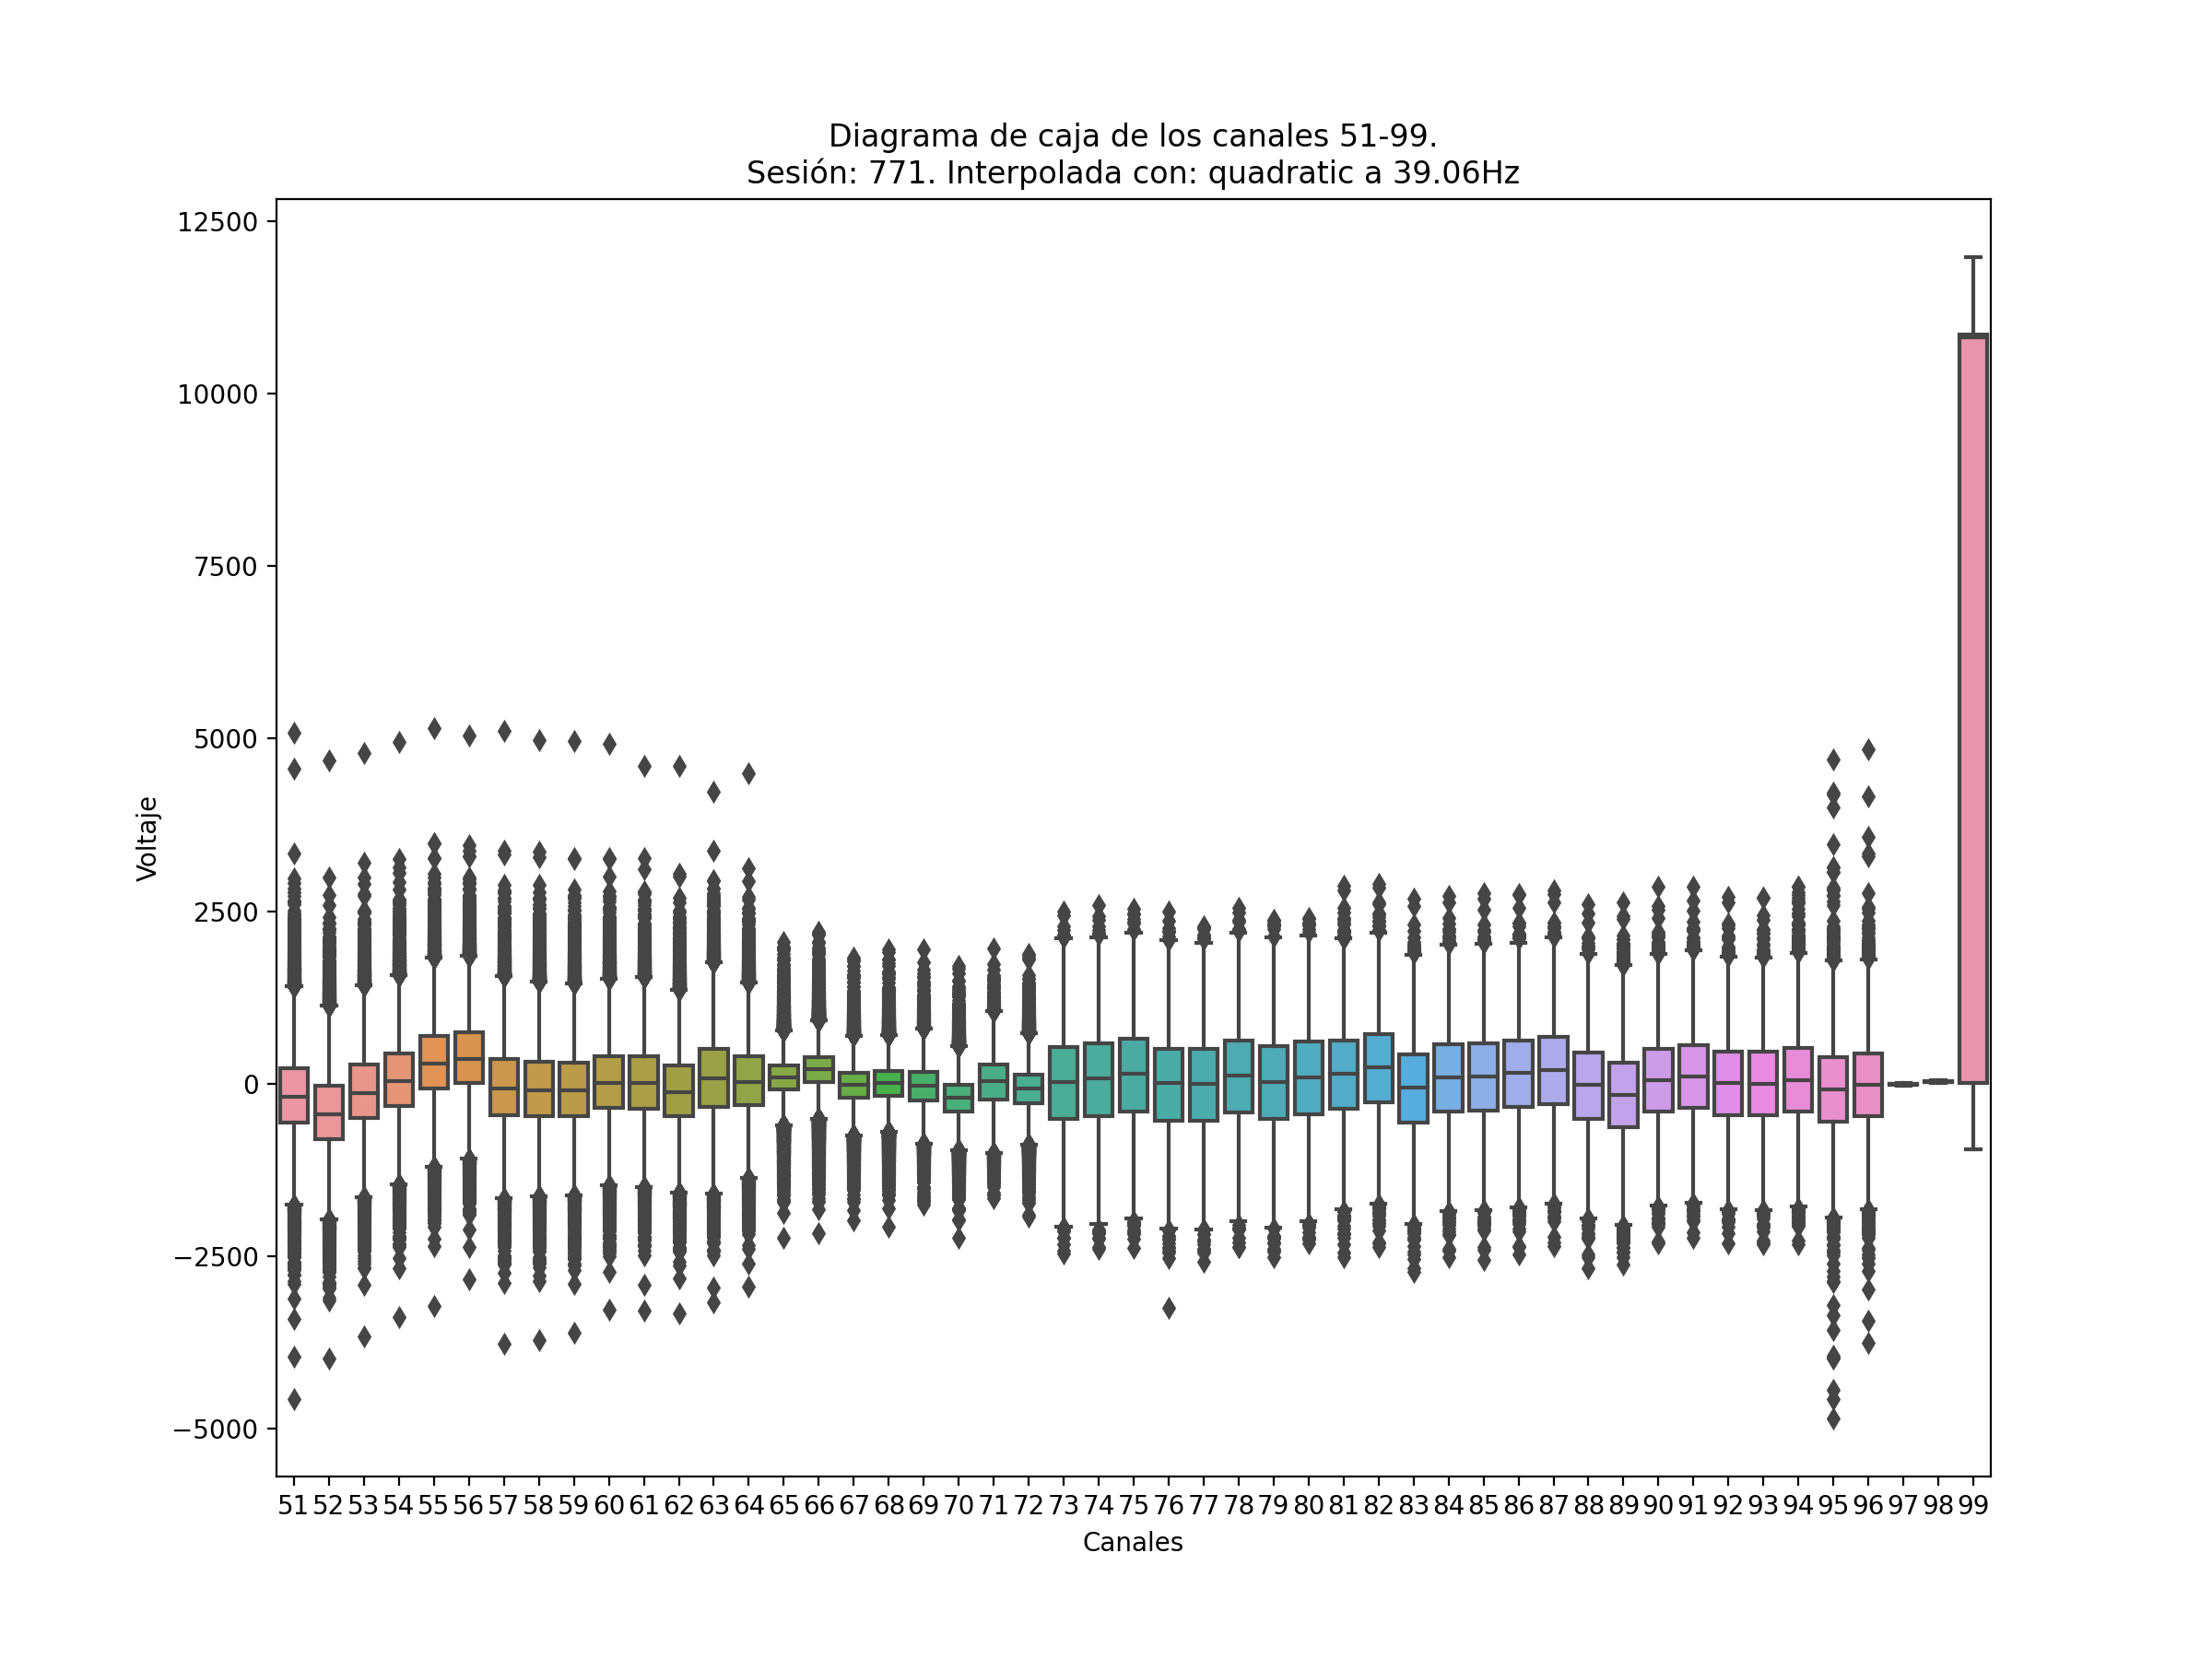 Diagrama de caja de los canales 51-99.
Sesión: 771. Interpolada con: quadratic a 39.06Hz
12500
10000
7500
5000
2500
0
−2500
−5000
Voltaje
51 52 53 54 55 56 57 58 59 60 61 62 63 64 65 66 67 68 69 70 71 72 73 74 75 76 77 78 79 80 81 82 83 84 85 86 87 88 89 90 91 92 93 94 95 96 97 98 99
Canales